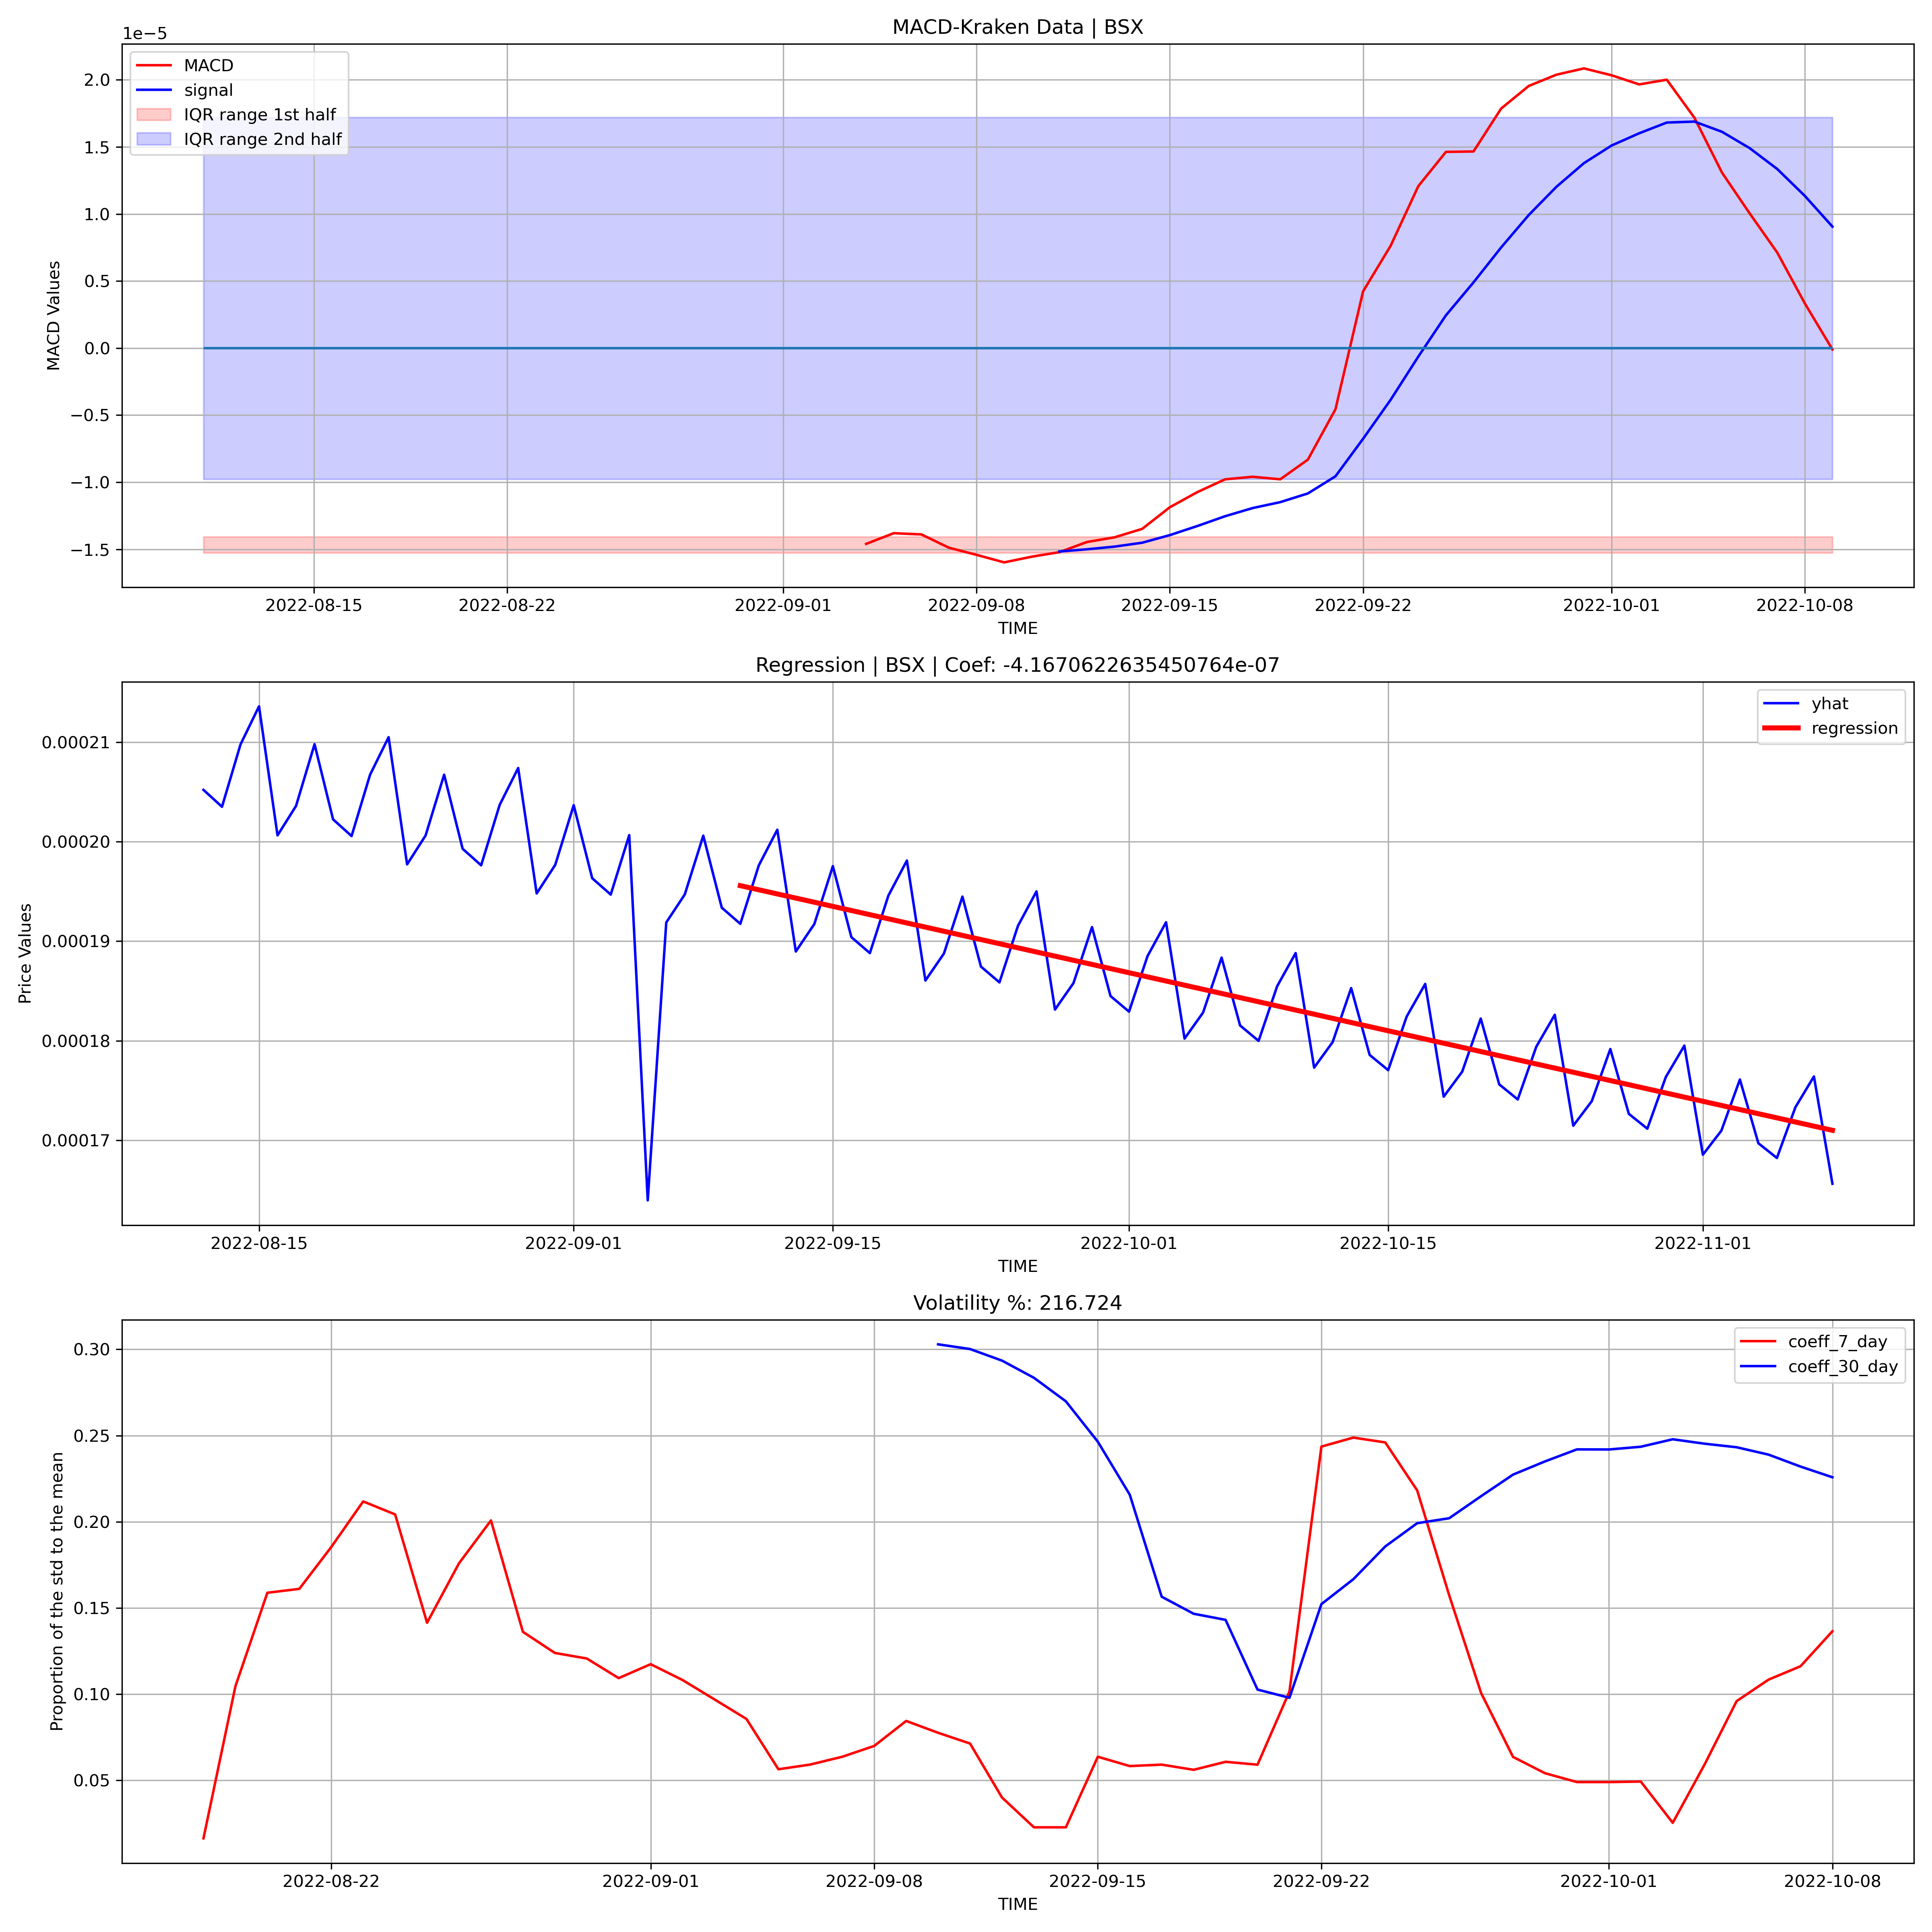 MACD-Kraken Data | BSX
1e−5
MACD
signal
IQR range 1st half
IQR range 2nd half
2.0
1.5
1.0
0.5
0.0
−0.5
−1.0
−1.5
MACD Values
2022-08-15 2022-08-22 2022-09-01 2022-09-08 2022-09-15 2022-09-22 2022-10-01 2022-10-08
TIME
Regression | BSX | Coef: -4.1670622635450764e-07
yhat
regression
0.00021
0.00020
0.00019
0.00018
0.00017
Price Values
2022-08-15 2022-09-01 2022-09-15 2022-10-01 2022-10-15 2022-11-01
TIME
Volatility %: 216.724
coeff_7_day
coeff_30_day
0.30
0.25
0.20
0.15
0.10
0.05
Proportion of the std to the mean
2022-08-22 2022-09-01 2022-09-08 2022-09-15 2022-09-22 2022-10-01 2022-10-08
TIME